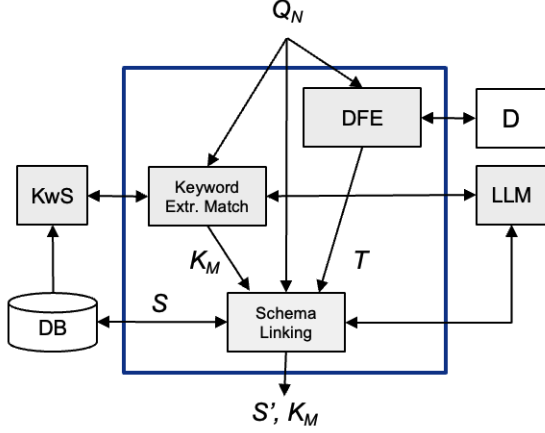 Q_N
DFE
D
KwS
Keyword
Extr. Match
LLM
K_M
T
S
DB
Schema
Linking
S', K_M